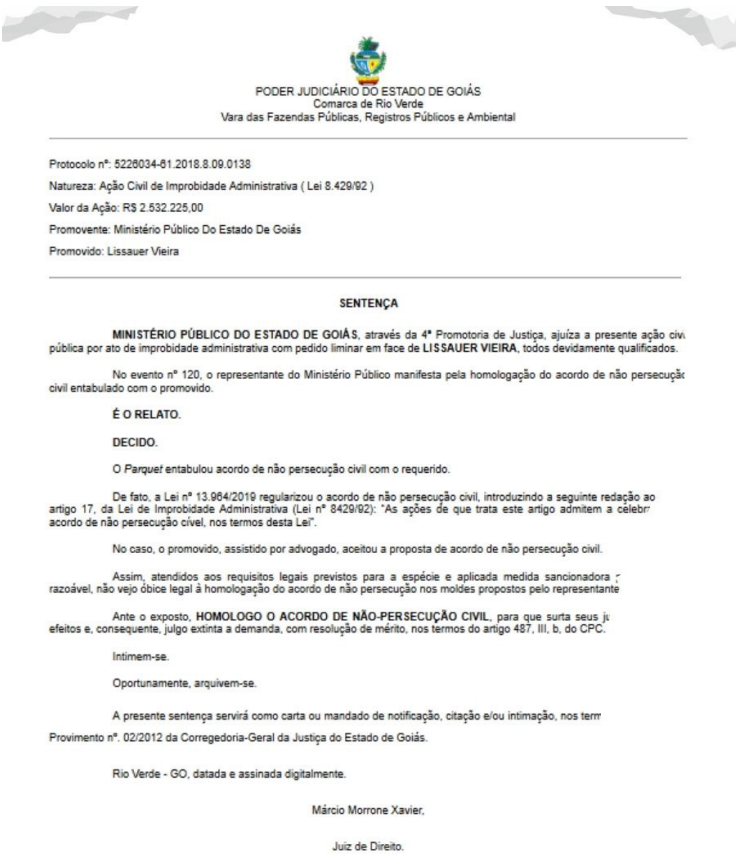 PODER JUDICIÁRIO DO ESTADO DE GOIÁS
Comarca de Rio Verde
Vara das Fazendas Públicas, Registros Públicos e Ambiental
Protocolo nº: 5226034-61.2018.8.09.0138
Natureza: Ação Civil de Improbidade Administrativa ( Lei 8.429/92 )
Valor da Ação: R$ 2.532.225,00
Promovente: Ministério Público Do Estado De Goiás
Promovido: Lissauer Vieira
SENTENÇA
MINISTÉRIO PÚBLICO DO ESTADO DE GOIÁS, através da 4ª Promotoria de Justiça, ajuíza a presente ação
pública por ato de improbidade administrativa com pedido liminar em face de LISSAUER VIEIRA, todos devidamente qualificados.
No evento nº 120, o representante do Ministério Público manifesta pela homologação do acordo de não
civil entabulado com o promovido.
É O RELATO.
DECIDO.
O Parquet entabulou acordo de não persecução civil com o requerido.
De fato, a Lei nº 13.964/2019 regularizou o acordo de não persecução civil, introduzindo a seguinte redação ao
artigo 17, da Lei de Improbidade Administrativa (Lei nº 8429/92): "As ações de que trata este artigo admitem a
acordo de não persecução cível, nos termos desta Lei".
No caso, o promovido, assistido por advogado, aceitou a proposta de acordo de não persecução civil.
Assim, atendidos aos requisitos legais previstos para a espécie e aplicada medida sancionadora
razoável, não vejo óbice legal à homologação do acordo de não persecução nos moldes propostos pelo representante
Ante o exposto, HOMOLOGO O ACORDO DE NÃO-PERSECUÇÃO CIVIL, para que surta seus
efeitos e, consequente, julgo extinta a demanda, com resolução de mérito, nos termos do artigo 487, III, b, do CPC.
Intimem-se.
Oportunamente, arquivem-se.
A presente sentença servirá como carta ou mandado de notificação, citação e/ou intimação, nos
Provimento nº. 02/2012 da Corregedoria-Geral da Justiça do Estado de Goiás.
Rio Verde - GO, datada e assinada digitalmente.
Márcio Morrone Xavier,
Juiz de Direito.